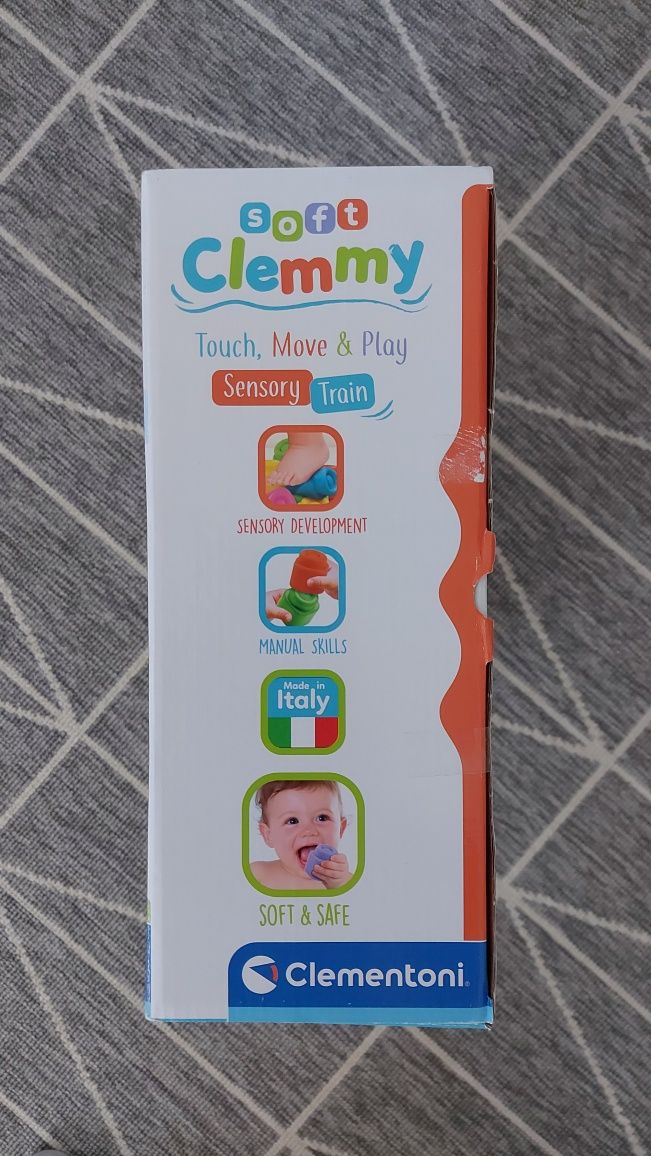 soft
Clemmy
Touch, Move & Play
Sensory Train
SENSORY DEVELOPMENT
MANUAL SKILLS
Made in
Italy
SOFT & SAFE
Clementoni